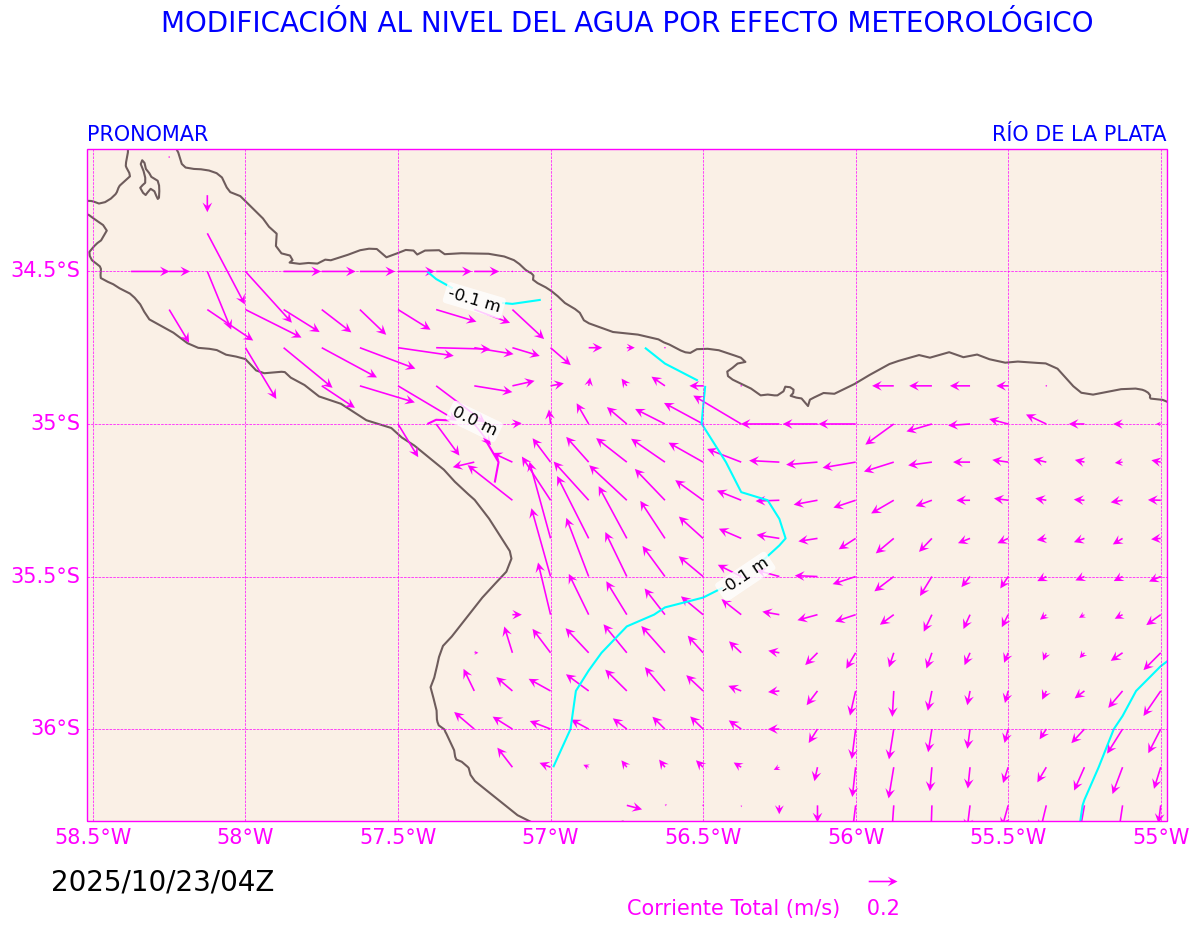 MODIFICACIÓN AL NIVEL DEL AGUA POR EFECTO METEOROLÓGICO
PRONOMAR
RÍO DE LA PLATA
34.5°S
-0.1 m
35°S
0.0 m
35.5°S
-0.1 m
36°S
58.5°W
58°W
57.5°W
57°W
56.5°W
56°W
55.5°W
55°W
2025/10/23/04Z
Corriente Total (m/s)
0.2